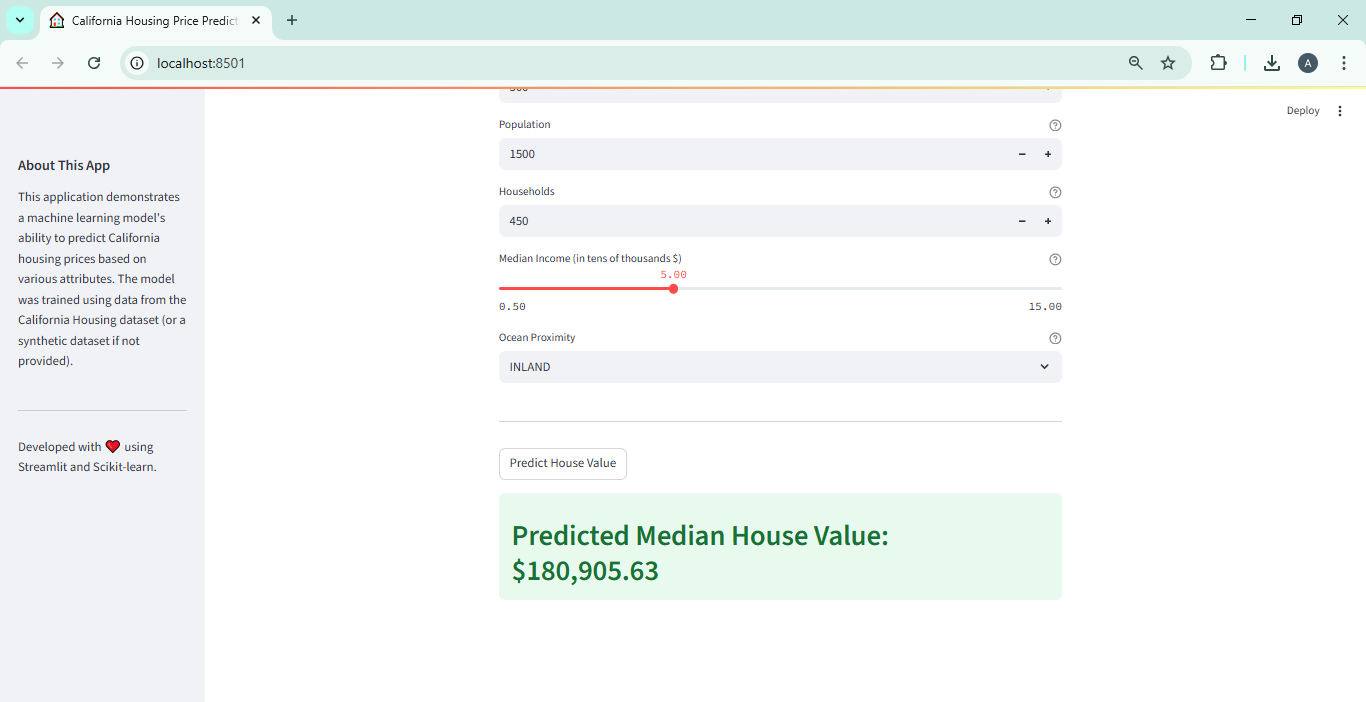 California Housing Price Predict
localhost:8501
A
Deploy
About This App
This application demonstrates
a machine learning model's
ability to predict California
housing prices based on
various attributes. The model
was trained using data from the
California Housing dataset (or a
synthetic dataset if not
provided).
Developed with ❤️ using
Streamlit and Scikit-learn.
Population
1500
Households
450
Median Income (in tens of thousands $)
5.00
0.50 15.00
Ocean Proximity
INLAND
Predict House Value
Predicted Median House Value:
$180,905.63